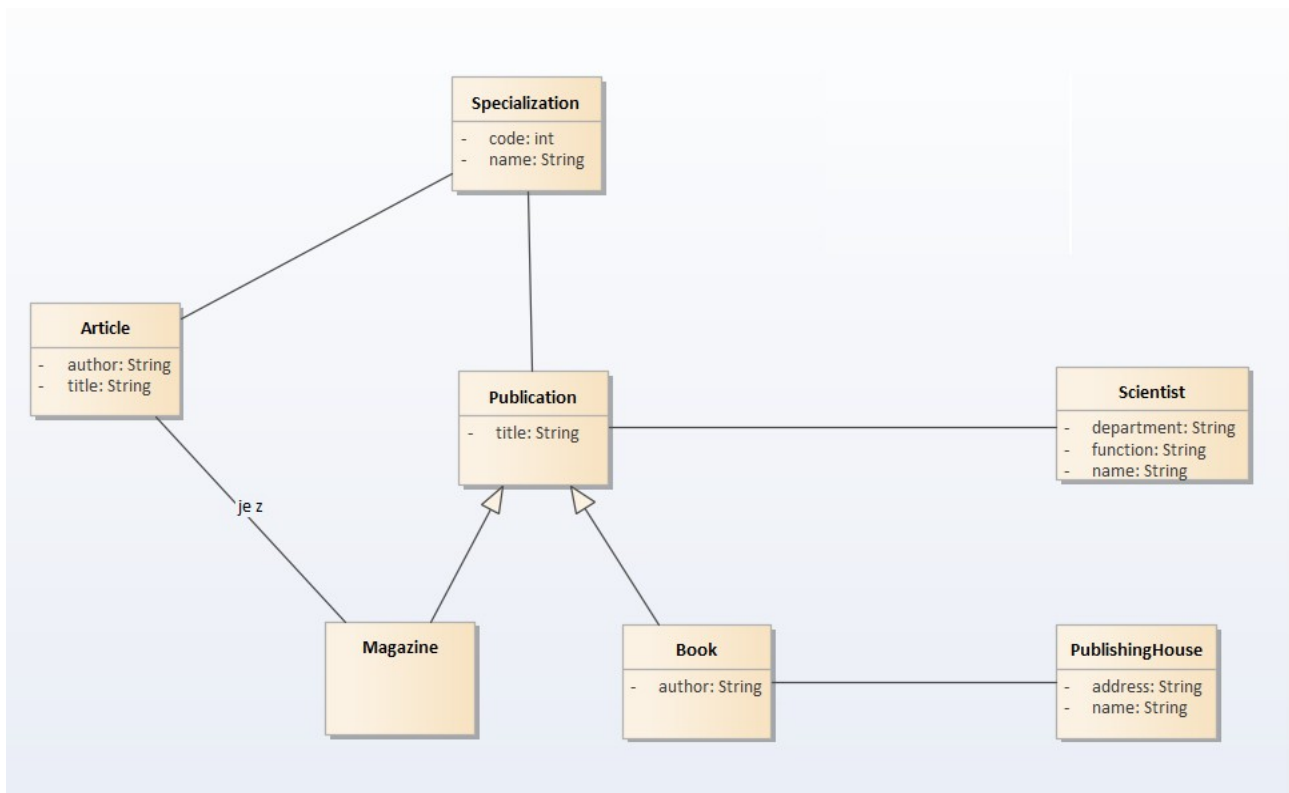 Specialization
- code: int
- name: String
Article
- author: String
- title: String
Publication
- title: String
Scientist
- department: String
- function: String
- name: String
je z
Magazine
Book
- author: String
PublishingHouse
- address: String
- name: String